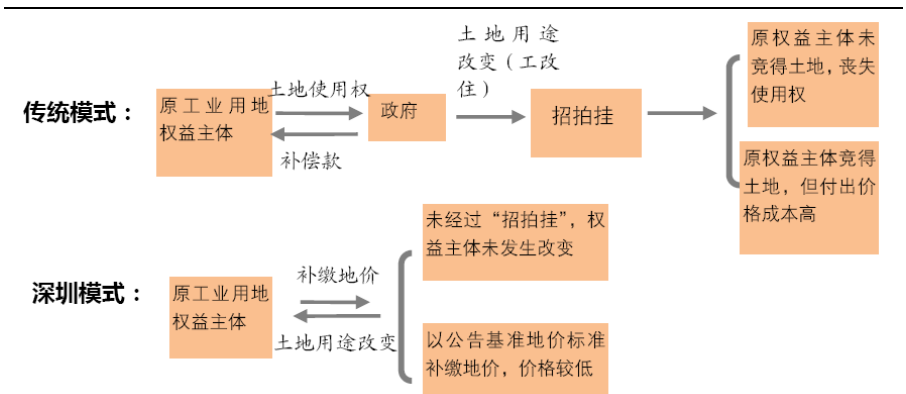 传统模式：
原工业用地
权益主体
土地使用权
补偿款
政府
土地用途
改变（工改
住）
招拍挂
原权益主体未
竞得土地，丧失
使用权
原权益主体竞得
土地，但付出价
格成本高
深圳模式：
原工业用地
权益主体
补缴地价
土地用途改变
未经过“招拍挂”，权
益主体未发生改变
以公告基准地价标准
补缴地价，价格较低